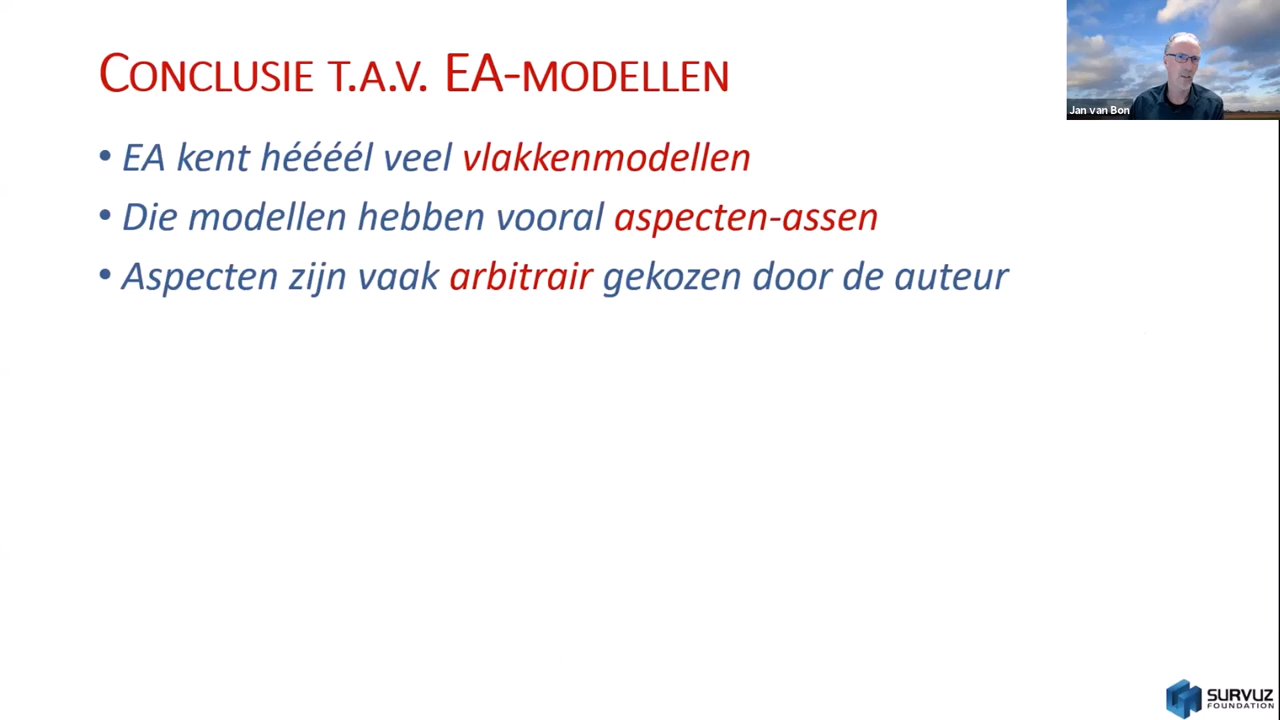 CONCLUSIE T.A.V. EA-MODELLEN
Jan van Bon
• EA kent héééél veel vlakkenmodellen
• Die modellen hebben vooral aspecten-assen
• Aspecten zijn vaak arbitrair gekozen door de auteur
SURVUZ
FOUNDATION